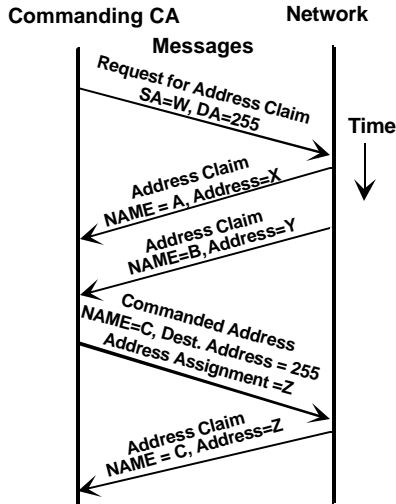 Commanding CA
Network
Messages
Request for Address Claim
SA=W, DA=255
Time
Address Claim
NAME = A, Address=X
Address Claim
NAME=B, Address=Y
Commanded Address
NAME=C, Dest. Address = 255
Address Assignment =Z
Address Claim
NAME = C, Address=Z